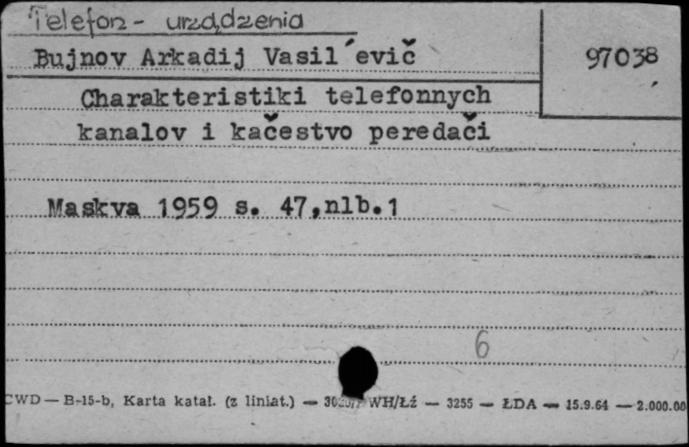 Telefon - urządzenia
Bujnov Arkadij Vasil´evič
97038
Charakteristiki telefonnych
kanalov i kačestvo peredači
Maskva 1959 s. 47,nlb.1
6
CWD — B-15-b, Karta katal. (z liniat.) — WH/Łź — 3255 — ŁDA — 15.9.64 — 2.000.00